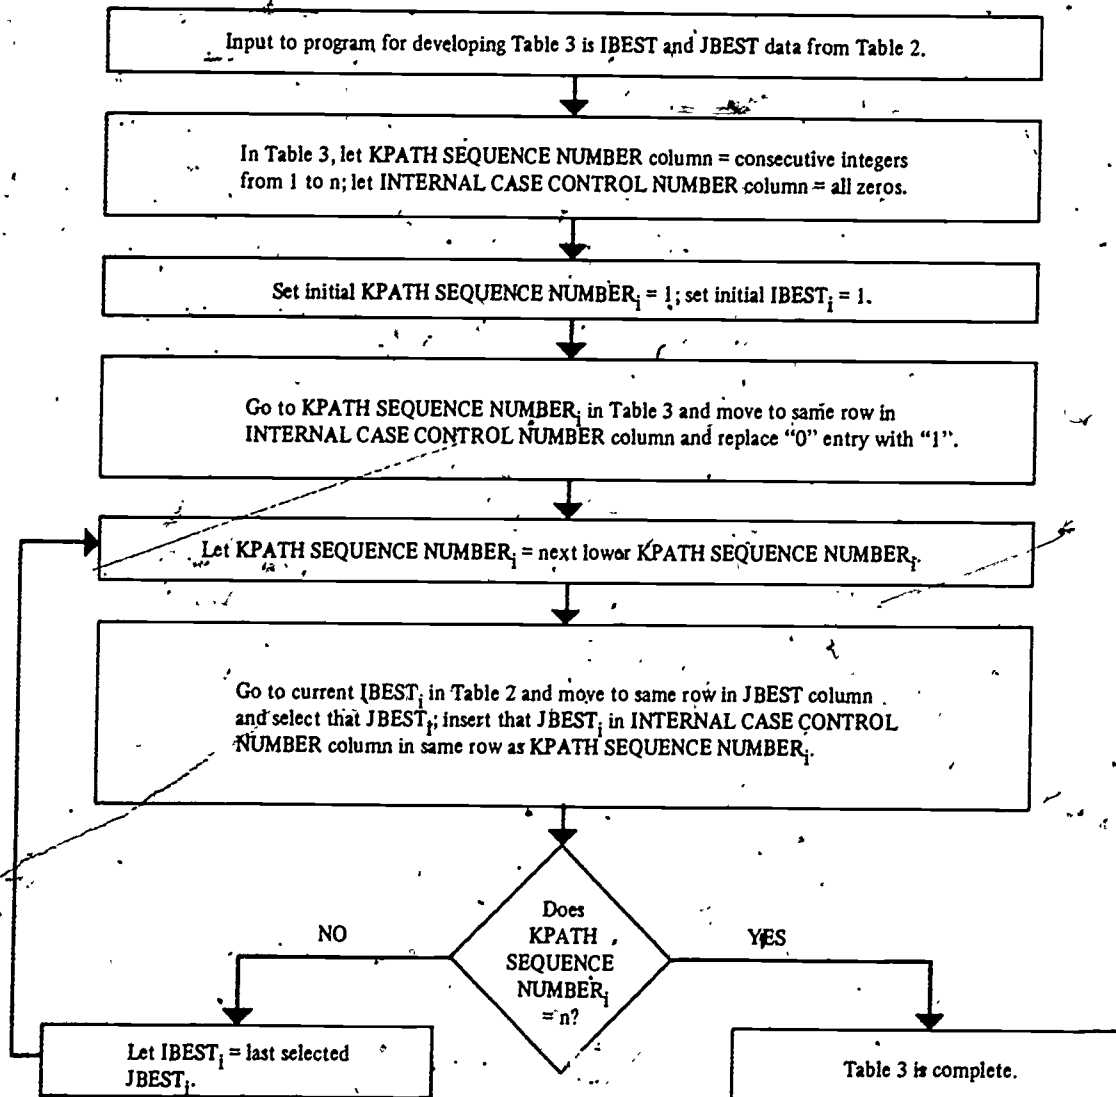 Input to program for developing Table 3 is IBEST and JBEST data from Table 2.
In Table 3, let KPATH SEQUENCE NUMBER column = consecutive integers
from 1 to n; let INTERNAL CASE CONTROL NUMBER column = all zeros.
Set initial KPATH SEQUENCE NUMBERi = 1; set initial IBESTi = 1.
Go to KPATH SEQUENCE NUMBERi in Table 3 and move to same row in
INTERNAL CASE CONTROL NUMBER column and replace “0” entry with “1”.
Let KPATH SEQUENCE NUMBERi = next lower KPATH SEQUENCE NUMBERi.
Go to current IBESTi in Table 2 and move to same row in JBEST column
and select that JBESTi; insert that JBESTi in INTERNAL CASE CONTROL
NUMBER column in same row as KPATH SEQUENCE NUMBERi.
Does
KPATH
SEQUENCE
NUMBERi
= n?
NO
YES
Let IBESTi = last selected
JBESTi.
Table 3 is complete.